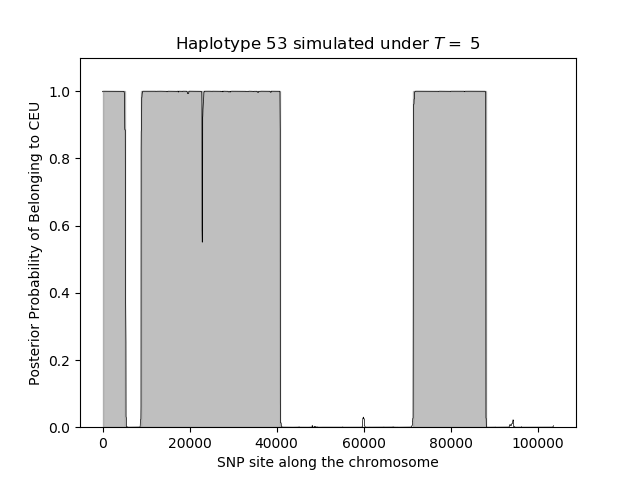 Haplotype 53 simulated under T = 5
Posterior Probability of Belonging to CEU
1.0
0.8
0.6
0.4
0.2
0.0
0 20000 40000 60000 80000 100000
SNP site along the chromosome